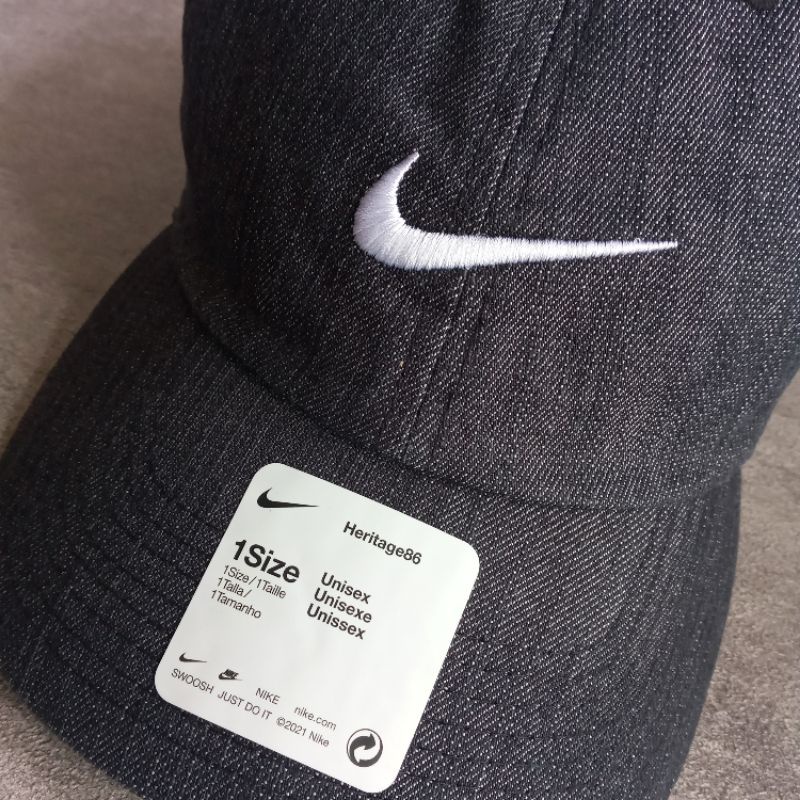 Heritage86
1Size
1Size/1Taille
1Talla/
1Tamanho
Unisex
Unisexe
Unissex
NIKE
SWOOSH JUST DO IT ©2021 Nike
nike.com